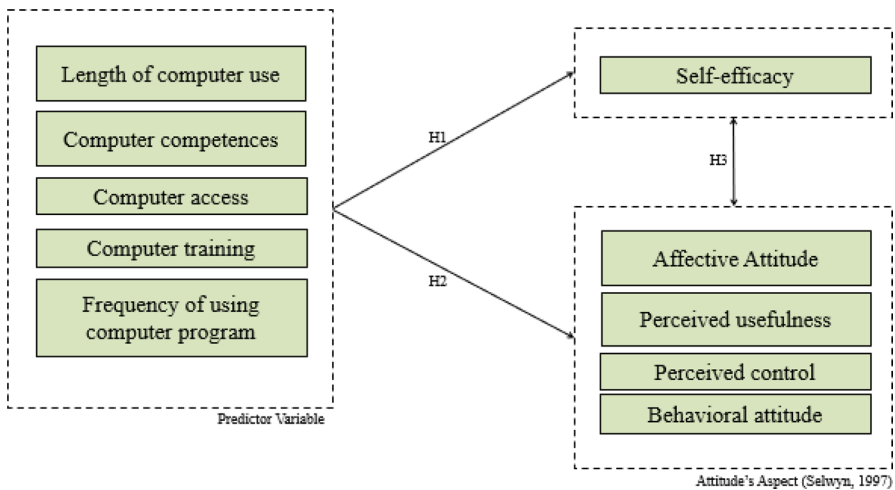 Length of computer use
Computer competences
Computer access
Computer training
Frequency of using
computer program
Predictor Variable
H1
H2
Self-efficacy
H3
Affective Attitude
Perceived usefulness
Perceived control
Behavioral attitude
Attitude's Aspect (Selwyn, 1997)